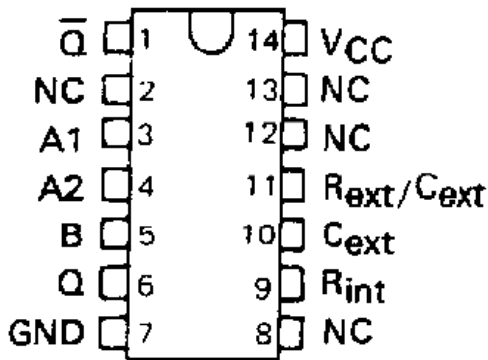 Q̅ 1 14 VCC
NC 2 13 NC
A1 3 12 NC
A2 4 11 Rext/Cext
B 5 10 Cext
Q 6 9 Rint
GND 7 8 NC